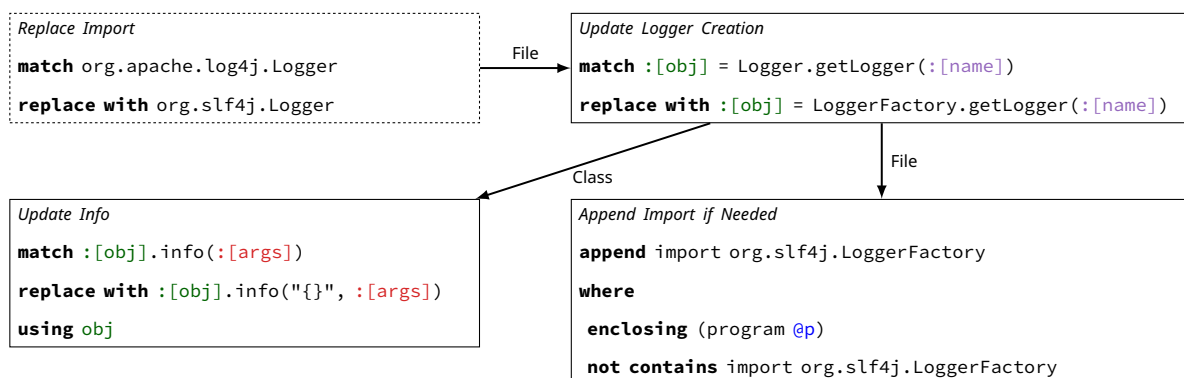 Replace Import
match org.apache.log4j.Logger
replace with org.slf4j.Logger
File
Update Logger Creation
match :[obj] = Logger.getLogger(:[name])
replace with :[obj] = LoggerFactory.getLogger(:[name])
Class
File
Update Info
match :[obj].info(:[args])
replace with :[obj].info("{}", :[args])
using obj
Append Import if Needed
append import org.slf4j.LoggerFactory
where
enclosing (program @p)
not contains import org.slf4j.LoggerFactory